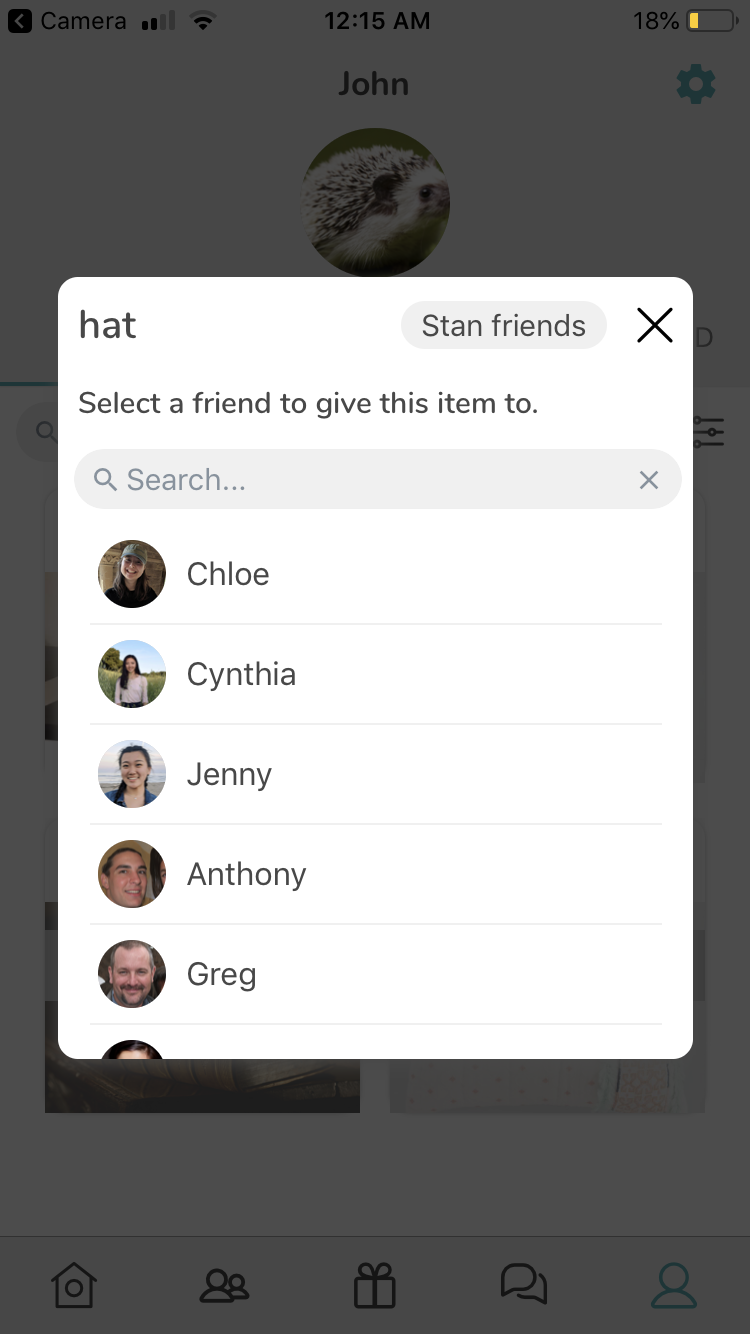 Camera 12:15 AM 18%
John
D
hat Stan friends
Select a friend to give this item to.
Search...
Chloe
Cynthia
Jenny
Anthony
Greg